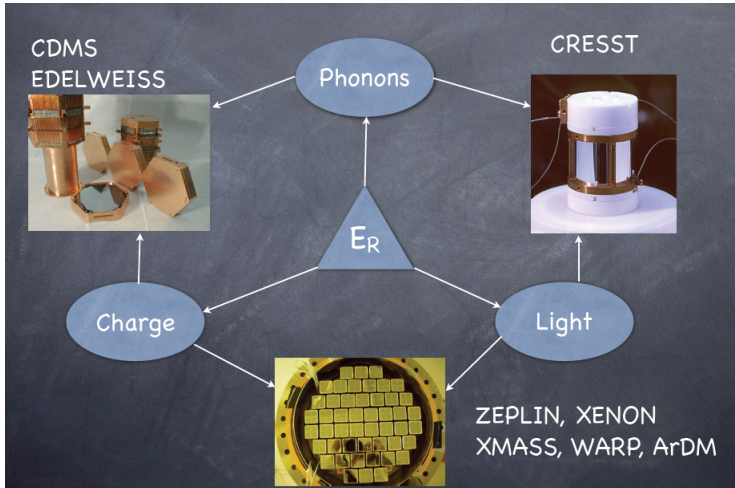 CDMS
EDELWEISS
Phonons
CRESST
ER
Charge
Light
ZEPLIN, XENON
XMASS, WARP, ArDM